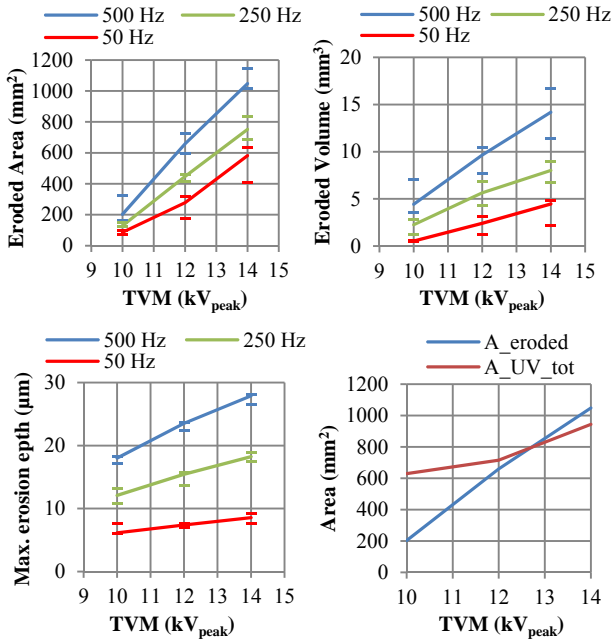 500 Hz 250 Hz
50 Hz
Eroded Area (mm²)
1200
1000
800
600
400
200
0
9 10 11 12 13 14 15
TVM (kVpeak)
500 Hz 250 Hz
50 Hz
Eroded Volume (mm³)
20
15
10
5
0
9 10 11 12 13 14 15
TVM (kVpeak)
500 Hz 250 Hz
50 Hz
Max. erosion epth (µm)
30
20
10
0
9 10 11 12 13 14 15
TVM (kVpeak)
A_eroded
A_UV_tot
Area (mm²)
1200
1000
800
600
400
200
0
10 11 12 13 14
TVM (kVpeak)